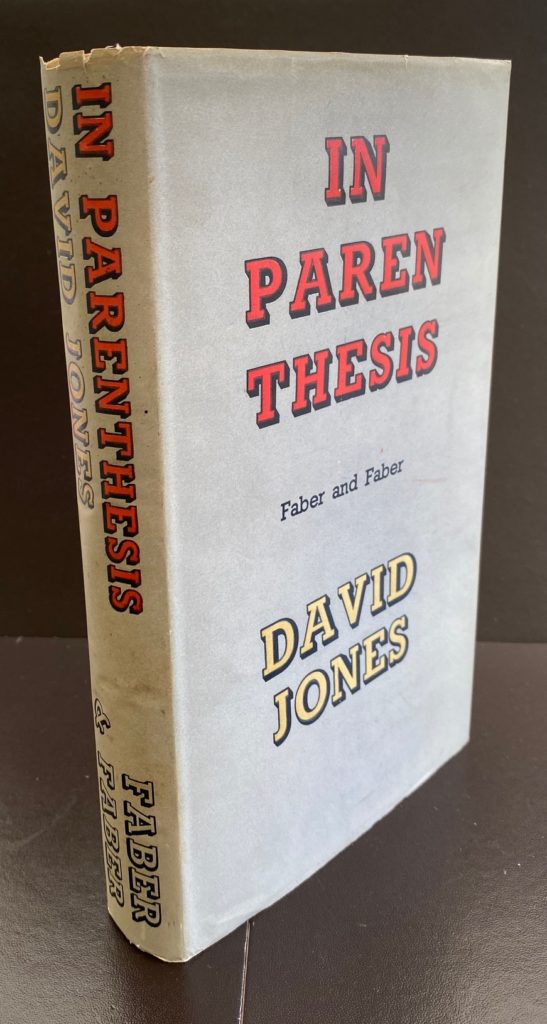 IN
PAREN
THESIS
Faber and Faber
DAVID
JONES
IN PARENTHESIS
DAVID JONES
FABER
& FABER